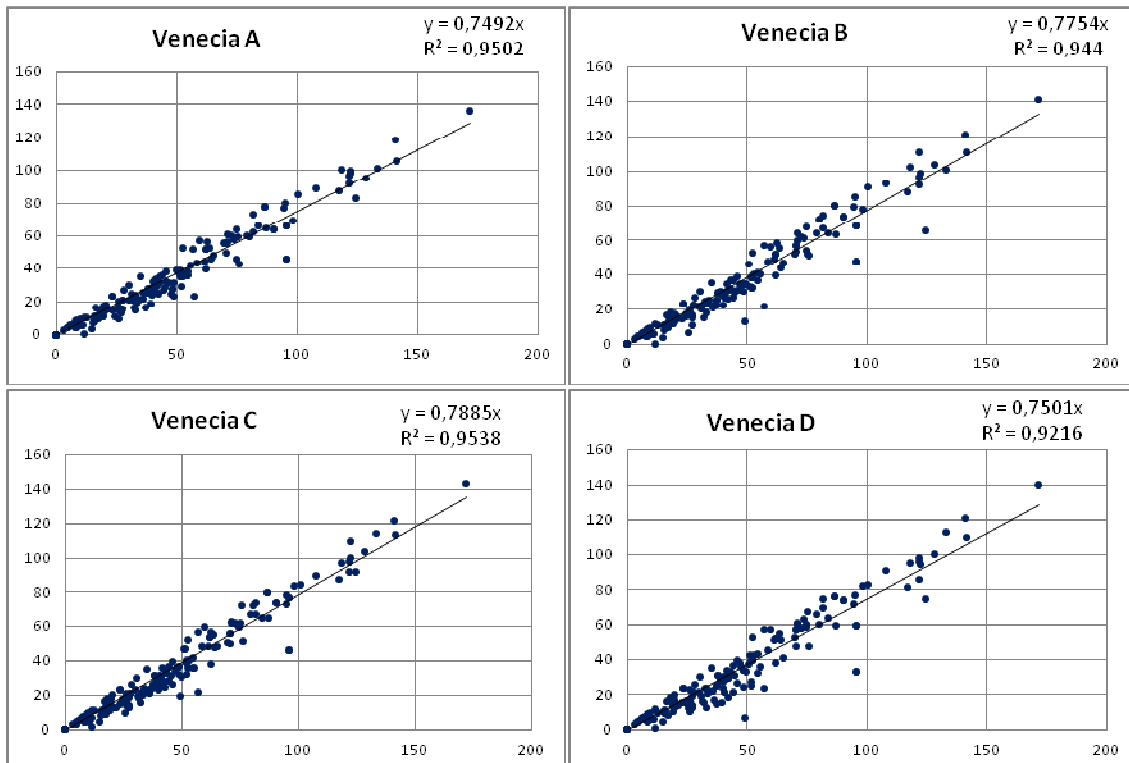 Venecia A
y = 0,7492x
R² = 0,9502
160
140
120
100
80
60
40
20
0
0 50 100 150 200
Venecia B
y = 0,7754x
R² = 0,944
160
140
120
100
80
60
40
20
0
0 50 100 150 200
Venecia C
y = 0,7885x
R² = 0,9538
160
140
120
100
80
60
40
20
0
0 50 100 150 200
Venecia D
y = 0,7501x
R² = 0,9216
160
140
120
100
80
60
40
20
0
0 50 100 150 200